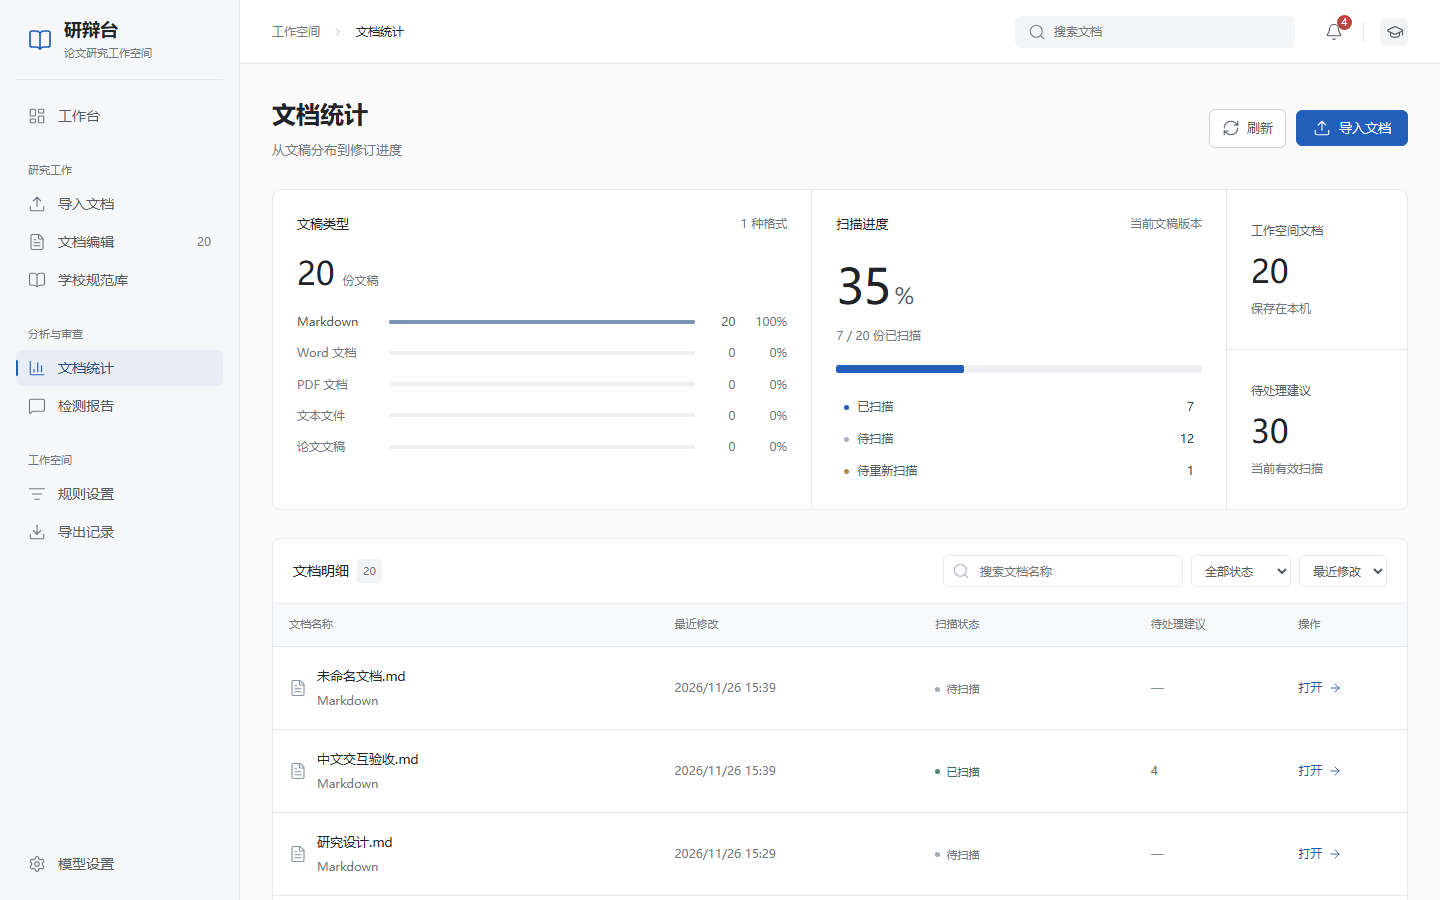 研辩台
论文研究工作空间
工作台
研究工作
导入文档
文档编辑 20
学校规范库
分析与审查
文档统计
检测报告
工作空间
规则设置
导出记录
模型设置
工作空间 › 文档统计
搜索文档
4
文档统计
从文稿分布到修订进度
刷新
导入文档
文稿类型 1 种格式
20 份文稿
Markdown 20 100%
Word 文档 0 0%
PDF 文档 0 0%
文本文件 0 0%
论文文稿 0 0%
扫描进度 当前文稿版本
35 %
7 / 20 份已扫描
已扫描 7
待扫描 12
待重新扫描 1
工作空间文档
20
保存在本机
待处理建议
30
当前有效扫描
文档明细 20
搜索文档名称
全部状态
最近修改
文档名称 最近修改 扫描状态 待处理建议 操作
未命名文档.md
Markdown
2026/11/26 15:39 待扫描 — 打开 →
中文交互验收.md
Markdown
2026/11/26 15:39 已扫描 4 打开 →
研究设计.md
Markdown
2026/11/26 15:29 待扫描 — 打开 →